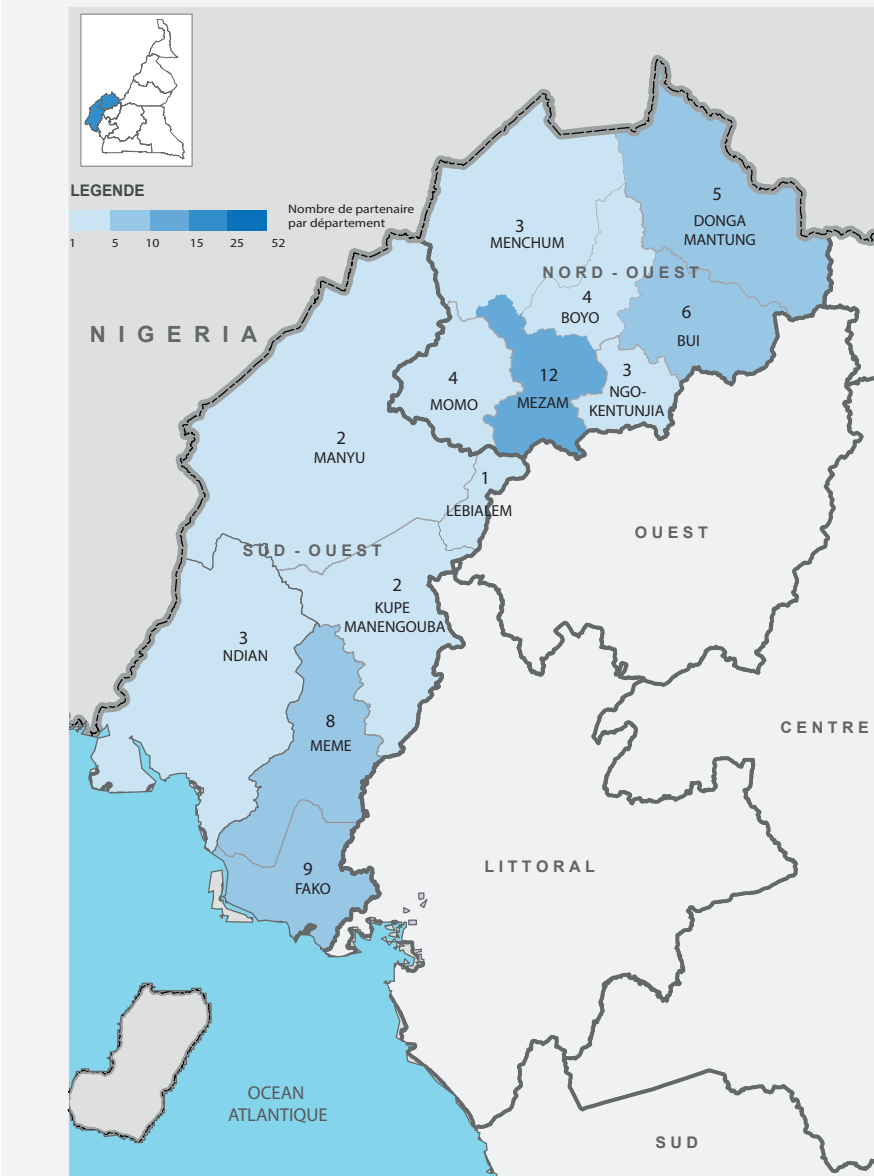 LEGENDE
Nombre de partenaire
par département
1 5 10 15 25 52
NIGERIA
5
DONGA
MANTUNG
3
MENCHUM
NORD - OUEST
4
BOYO
6
BUI
4
MOMO
12
MEZAM
3
NGO-
KENTUNJIA
2
MANYU
1
LEBIALEM
OUEST
SUD - OUEST
2
KUPE
MANENGOUBA
3
NDIAN
8
MEME
CENTRE
9
FAKO
LITTORAL
OCEAN
ATLANTIQUE
SUD